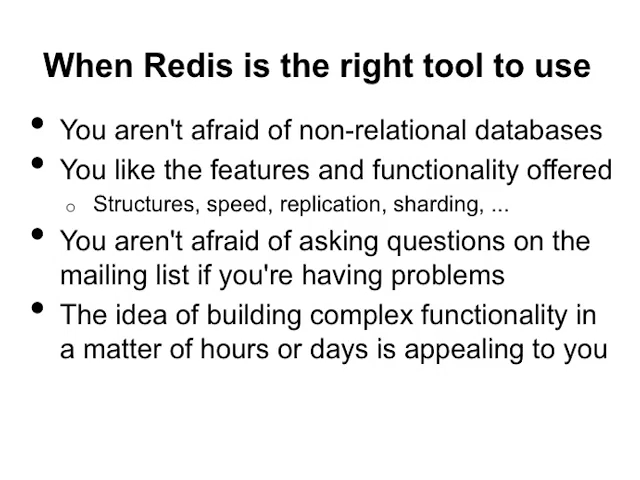 When Redis is the right tool to use
• You aren't afraid of non-relational databases
• You like the features and functionality offered
o Structures, speed, replication, sharding, ...
• You aren't afraid of asking questions on the
mailing list if you're having problems
• The idea of building complex functionality in
a matter of hours or days is appealing to you